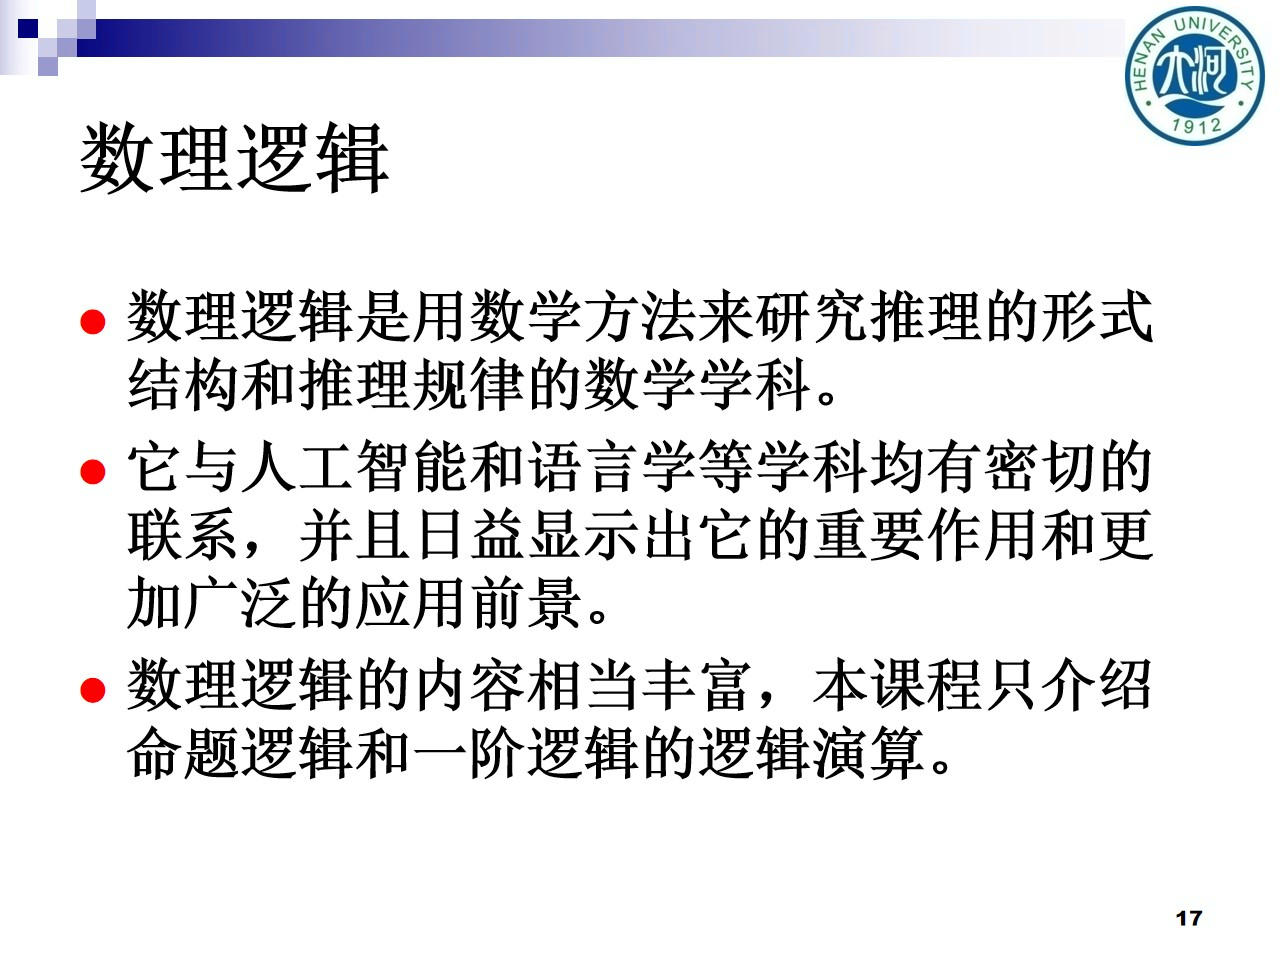 HENAN UNIVERSITY
1912
数理逻辑
数理逻辑是用数学方法来研究推理的形式
结构和推理规律的数学学科。
它与人工智能和语言学等学科均有密切的
联系，并且日益显示出它的重要作用和更
加广泛的应用前景。
数理逻辑的内容相当丰富，本课程只介绍
命题逻辑和一阶逻辑的逻辑演算。
17